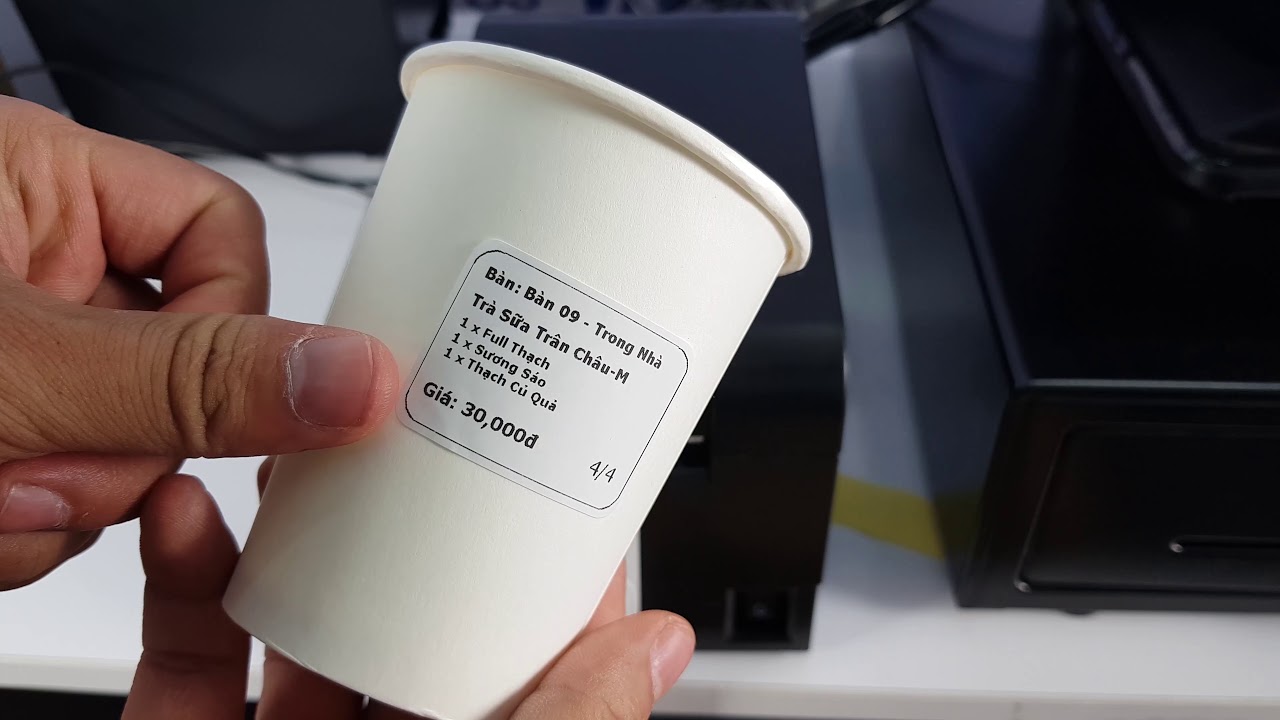 Bàn: Bàn 09 - Trong Nhà
Trà Sữa Trân Châu-M
1 x Full Thạch
1 x Sương Sáo
1 x Thạch Củ Quả
Giá: 30,000đ
4/4